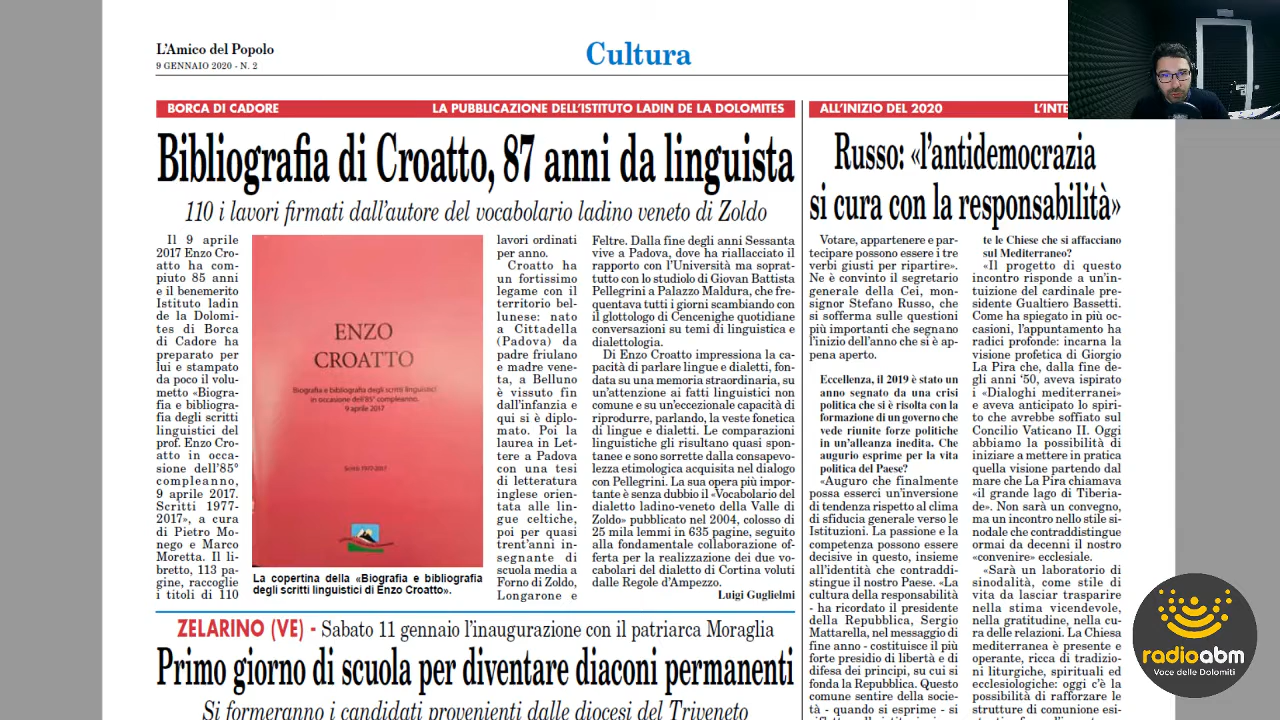 L'Amico del Popolo
9 GENNAIO 2020 - N. 2
Cultura
BORCA DI CADORE
LA PUBBLICAZIONE DELL'ISTITUTO LADIN DE LA DOLOMITES
Bibliografia di Croatto, 87 anni da linguista
110 i lavori firmati dall'autore del vocabolario ladino veneto di Zoldo
Il 9 aprile
2017 Enzo Cro-
atto ha com-
piuto 85 anni
e il benemerito
Istituto ladin
de la Dolomi-
tes di Borca
di Cadore ha
preparato per
lui e stampato
da poco il volu-
metto «Biogra-
fia e bibliogra-
fia degli scritti
linguistici del
prof. Enzo Cro-
atto in occa-
sione dell'85°
compleanno,
9 aprile 2017.
Scritti 1977-
2017», a cura
di Pietro Mo-
nego e Marco
Moretta. Il li-
bretto, 113 pa-
gine, raccoglie
i titoli di 110
ENZO
CROATTO
Biografia e bibliografia degli scritti linguistici
in occasione dell'85° compleanno.
9 aprile 2017
Scritti 1977-2017
La copertina della «Biografia e bibliografia
degli scritti linguistici di Enzo Croatto».
lavori ordinati
per anno.
Croatto ha
un fortissimo
legame con il
territorio bel-
lunese: nato
a Cittadella
(Padova) da
padre friulano
e madre vene-
ta, a Belluno
è vissuto fin
dall'infanzia e
qui si è diplo-
mato. Poi la
laurea in Let-
tere a Padova
con una tesi
di letteratura
inglese orien-
tata alle lin-
gue celtiche,
poi per quasi
trent'anni in-
segnante di
scuola media a
Forno di Zoldo,
Longarone e
Feltre. Dalla fine degli anni Sessanta
vive a Padova, dove ha riallacciato il
rapporto con l'Università ma soprat-
tutto con lo studiolo di Giovan Battista
Pellegrini a Palazzo Maldura, che fre-
quentava tutti i giorni scambiando con
il glottologo di Cencenighe quotidiane
conversazioni su temi di linguistica e
dialettologia.
Di Enzo Croatto impressiona la ca-
pacità di parlare lingue e dialetti, fon-
data su una memoria straordinaria, su
un'attenzione ai fatti linguistici non
comune e su un'eccezionale capacità di
riprodurre, parlando, la veste fonetica
di lingue e dialetti. Le comparazioni
linguistiche gli risultano quasi spon-
tanee e sono sorrette dalla consapevo-
lezza etimologica acquisita nel dialogo
con Pellegrini. La sua opera più impor-
tante è senza dubbio il «Vocabolario del
dialetto ladino-veneto della Valle di
Zoldo» pubblicato nel 2004, colosso di
25 mila lemmi in 635 pagine, seguito
alla fondamentale collaborazione of-
ferta per la realizzazione dei due vo-
cabolari del dialetto di Cortina voluti
dalle Regole d'Ampezzo.
Luigi Guglielmi
ZELARINO (VE) - Sabato 11 gennaio l'inaugurazione con il patriarca Moraglia
Primo giorno di scuola per diventare diaconi permanenti
Si formeranno i candidati provenienti dalle diocesi del Triveneto
ALL'INIZIO DEL 2020
L'INTE
Russo: «l'antidemocrazia
si cura con la responsabilità»
Votare, appartenere e par-
tecipare possono essere i tre
verbi giusti per ripartire».
Ne è convinto il segretario
generale della Cei, mon-
signor Stefano Russo, che
si sofferma sulle questioni
più importanti che segnano
l'inizio dell'anno che si è ap-
pena aperto.
Eccellenza, il 2019 è stato un
anno segnato da una crisi
politica che si è risolta con la
formazione di un governo che
vede riunite forze politiche
in un'alleanza inedita. Che
augurio esprime per la vita
politica del Paese?
«Auguro che finalmente
possa esserci un'inversione
di tendenza rispetto al clima
di sfiducia generale verso le
Istituzioni. La passione e la
competenza possono essere
decisive in questo, insieme
all'identità che contraddi-
stingue il nostro Paese. «La
cultura della responsabilità
- ha ricordato il presidente
della Repubblica, Sergio
Mattarella, nel messaggio di
fine anno - costituisce il più
forte presidio di libertà e di
difesa dei principi, su cui si
fonda la Repubblica. Questo
comune sentire della socie-
tà - quando si esprime - si
te le Chiese che si affacciano
sul Mediterraneo?
«Il progetto di questo
incontro risponde a un'in-
tuizione del cardinale pre-
sidente Gualtiero Bassetti.
Come ha spiegato in più oc-
casioni, l'appuntamento ha
radici profonde: incarna la
visione profetica di Giorgio
La Pira che, dalla fine de-
gli anni '50, aveva ispirato
i «Dialoghi mediterranei»
e aveva anticipato lo spiri-
to che avrebbe soffiato sul
Concilio Vaticano II. Oggi
abbiamo la possibilità di
iniziare a mettere in pratica
quella visione partendo dal
mare che La Pira chiamava
«il grande lago di Tiberia-
de». Non sarà un convegno,
ma un incontro nello stile si-
nodale che contraddistingue
ormai da decenni il nostro
«convenire» ecclesiale.
«Sarà un laboratorio di
sinodalità, come stile di
vita da lasciar trasparire
nella stima vicendevole,
nella gratitudine, nella cu-
ra delle relazioni. La Chiesa
mediterranea è presente e
operante, ricca di tradizio-
ni liturgiche, spirituali ed
ecclesiologiche: oggi c'è la
possibilità di rafforzare le
strutture di comunione esi-
radioabm
Voce delle Dolomiti